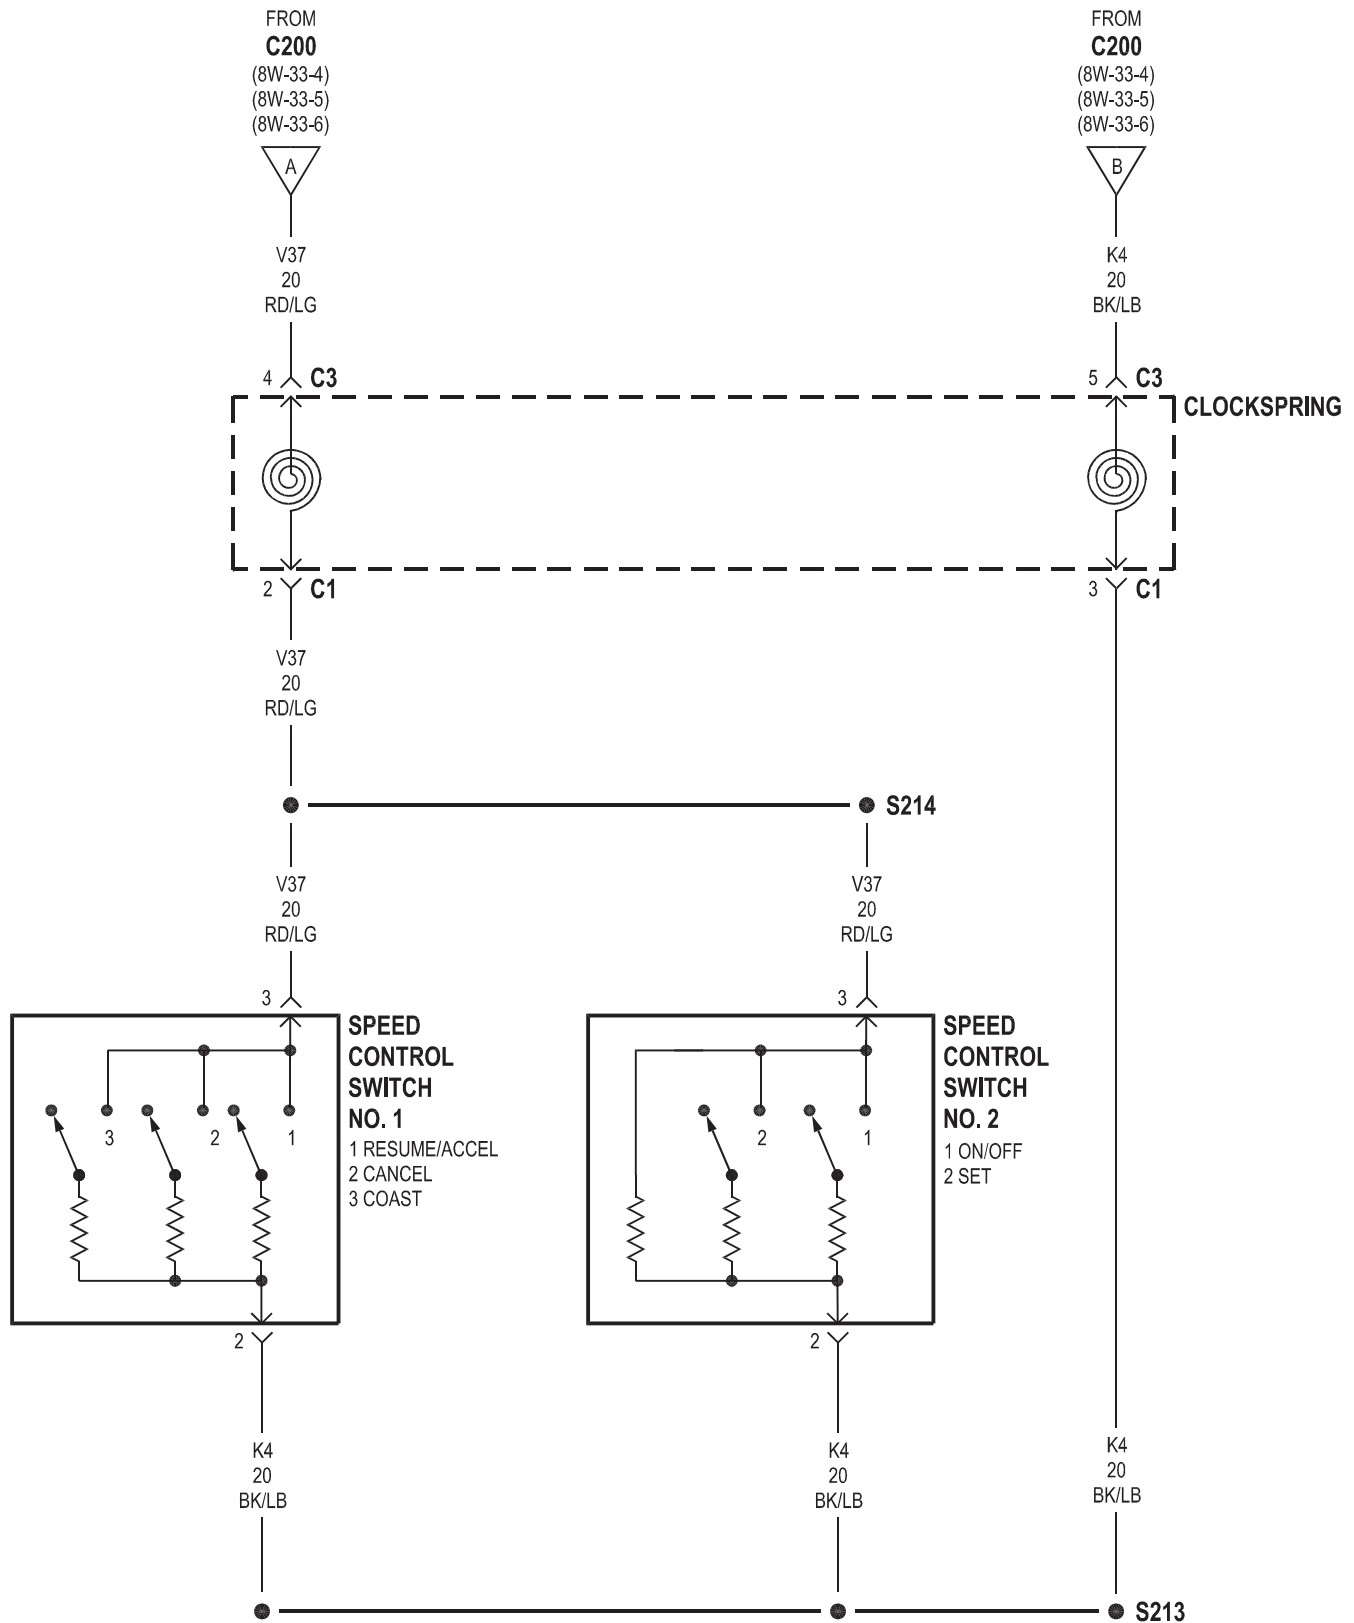 FROM
C200
(8W-33-4)
(8W-33-5)
(8W-33-6)
A
V37
20
RD/LG
4
C3
FROM
C200
(8W-33-4)
(8W-33-5)
(8W-33-6)
B
K4
20
BK/LB
5
C3
CLOCKSPRING
2
C1
3
C1
V37
20
RD/LG
S214
V37
20
RD/LG
V37
20
RD/LG
3
3
SPEED
CONTROL
SWITCH
NO. 1
1 RESUME/ACCEL
2 CANCEL
3 COAST
3
2
1
SPEED
CONTROL
SWITCH
NO. 2
1 ON/OFF
2 SET
2
1
2
2
K4
20
BK/LB
K4
20
BK/LB
K4
20
BK/LB
S213